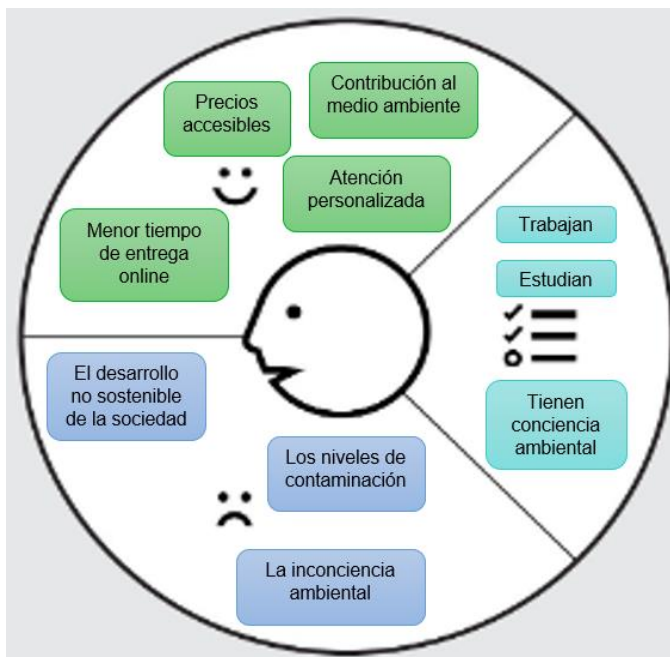 Contribución al
medio ambiente
Precios
accesibles
Atención
personalizada
Menor tiempo
de entrega
online
Trabajan
Estudian
Tienen
conciencia
ambiental
El desarrollo
no sostenible
de la sociedad
Los niveles de
contaminación
La inconciencia
ambiental